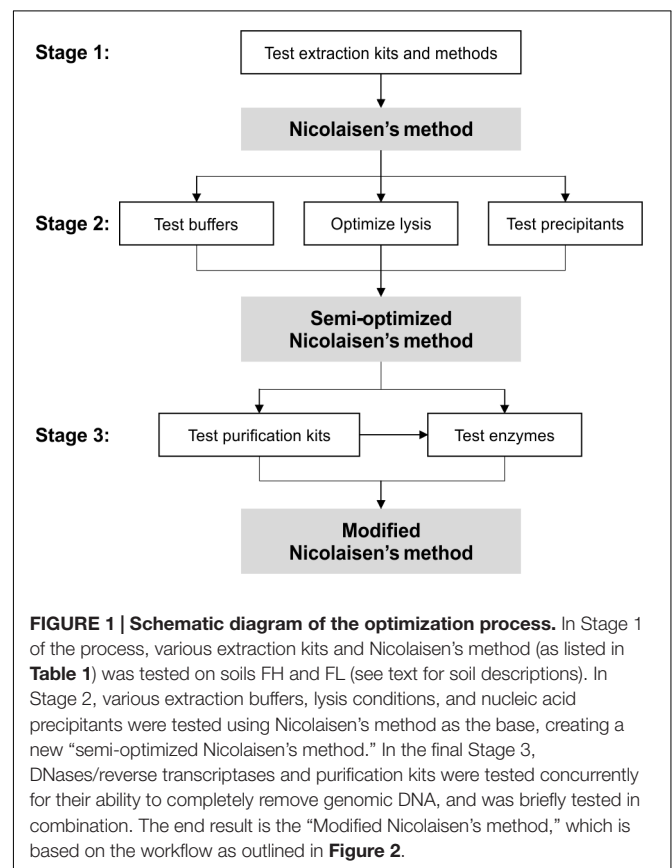 Stage 1:
Test extraction kits and methods
Nicolaisen's method
Stage 2:
Test buffers
Optimize lysis
Test precipitants
Semi-optimized
Nicolaisen's method
Stage 3:
Test purification kits
Test enzymes
Modified
Nicolaisen's method
FIGURE 1 | Schematic diagram of the optimization process. In Stage 1
of the process, various extraction kits and Nicolaisen's method (as listed in
Table 1) was tested on soils FH and FL (see text for soil descriptions). In
Stage 2, various extraction buffers, lysis conditions, and nucleic acid
precipitants were tested using Nicolaisen's method as the base, creating a
new “semi-optimized Nicolaisen's method.” In the final Stage 3,
DNases/reverse transcriptases and purification kits were tested concurrently
for their ability to completely remove genomic DNA, and was briefly tested in
combination. The end result is the “Modified Nicolaisen's method,” which is
based on the workflow as outlined in Figure 2.